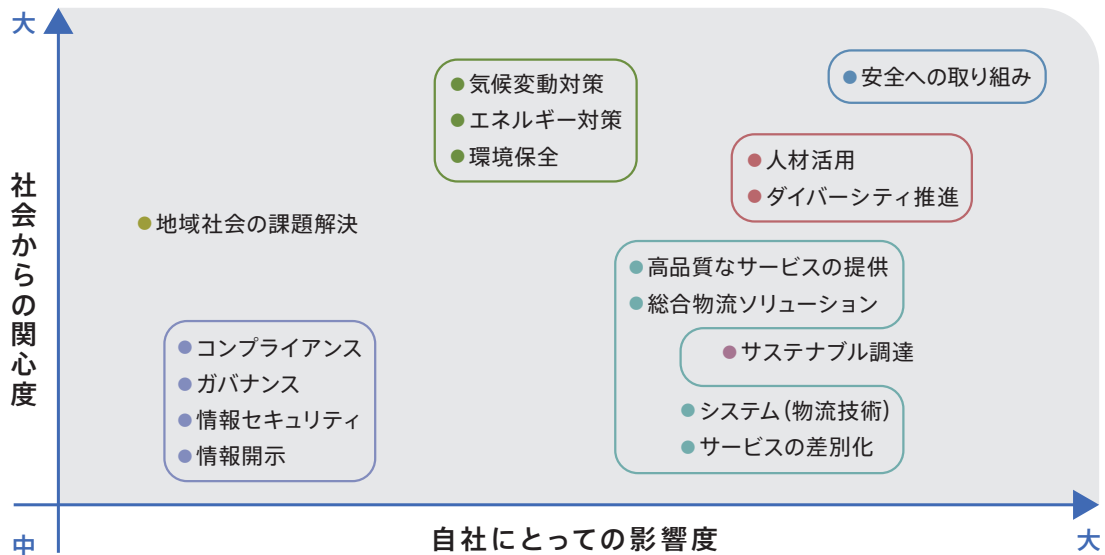 大
社会からの関心度
● 気候変動対策
● エネルギー対策
● 環境保全
● 安全への取り組み
● 人材活用
● ダイバーシティ推進
● 地域社会の課題解決
● 高品質なサービスの提供
● 総合物流ソリューション
● サステナブル調達
● システム(物流技術)
● サービスの差別化
● コンプライアンス
● ガバナンス
● 情報セキュリティ
● 情報開示
中
自社にとっての影響度
大